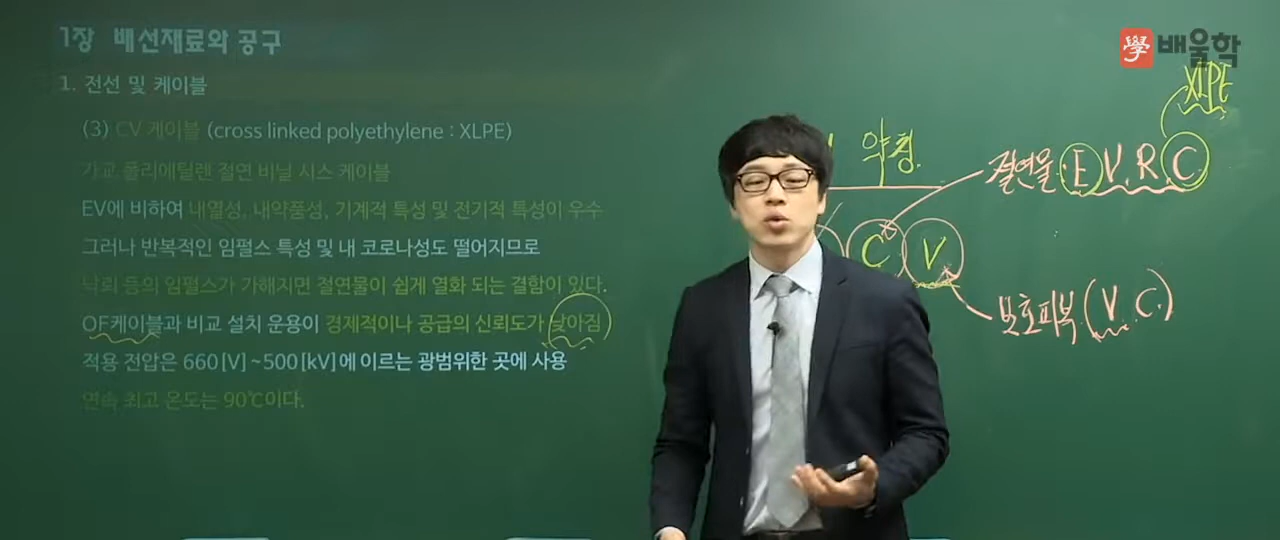 1장 배선재료와 공구
1. 전선 및 케이블
(3) CV 케이블 (cross linked polyethylene : XLPE)
가교 폴리에틸렌 절연 비닐 시스 케이블
EV에 비하여 내열성, 내약품성, 기계적 특성 및 전기적 특성이 우수
그러나 반복적인 임펄스 특성 및 내 코로나성도 떨어지므로
낙뢰 등의 임펄스가 가해지면 절연물이 쉽게 열화 되는 결함이 있다.
OF케이블과 비교 설치 운용이 경제적이나 공급의 신뢰도가 낮아짐
적용 전압은 660[V] ~500[kV]에 이르는 광범위한 곳에 사용
연속 최고 온도는 90℃이다.
學 배울학
XLPE
약칭.
절연물 E V. R. C.
C V
보호피복 (V. C.)